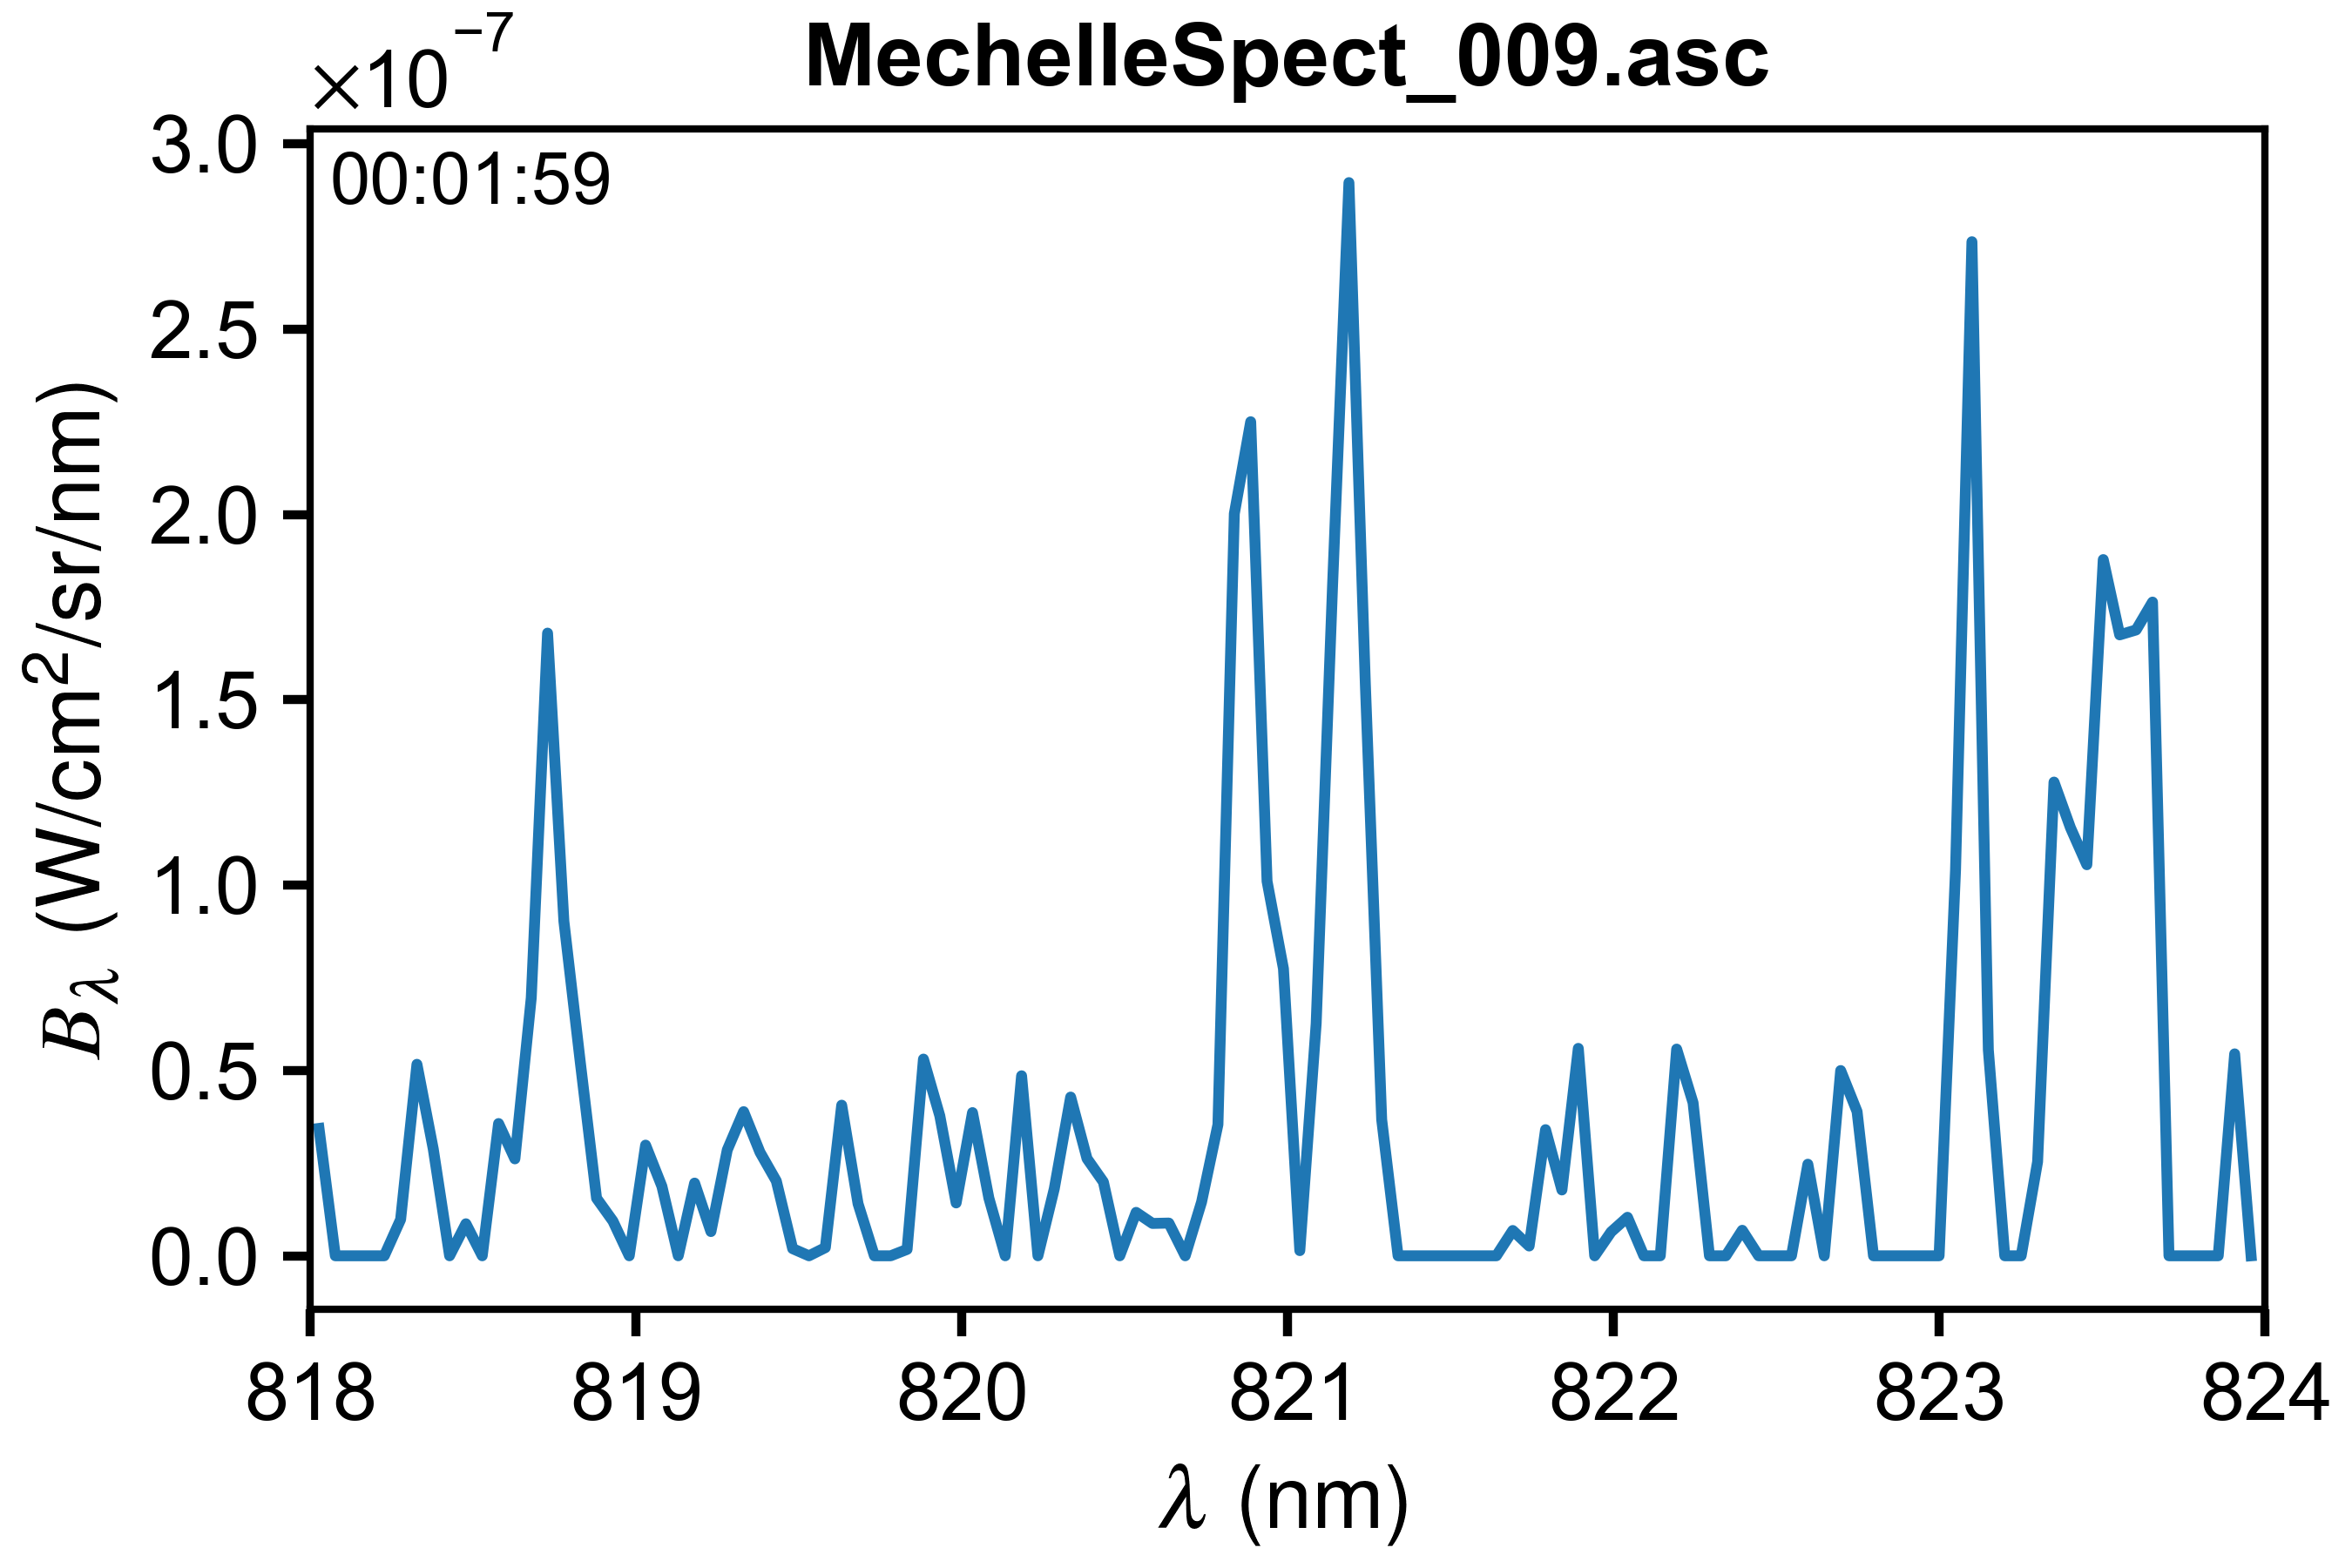 MechelleSpect_009.asc
×10⁻⁷
00:01:59
3.0
2.5
2.0
1.5
1.0
0.5
0.0
B_λ (W/cm²/sr/nm)
818 819 820 821 822 823 824
λ (nm)